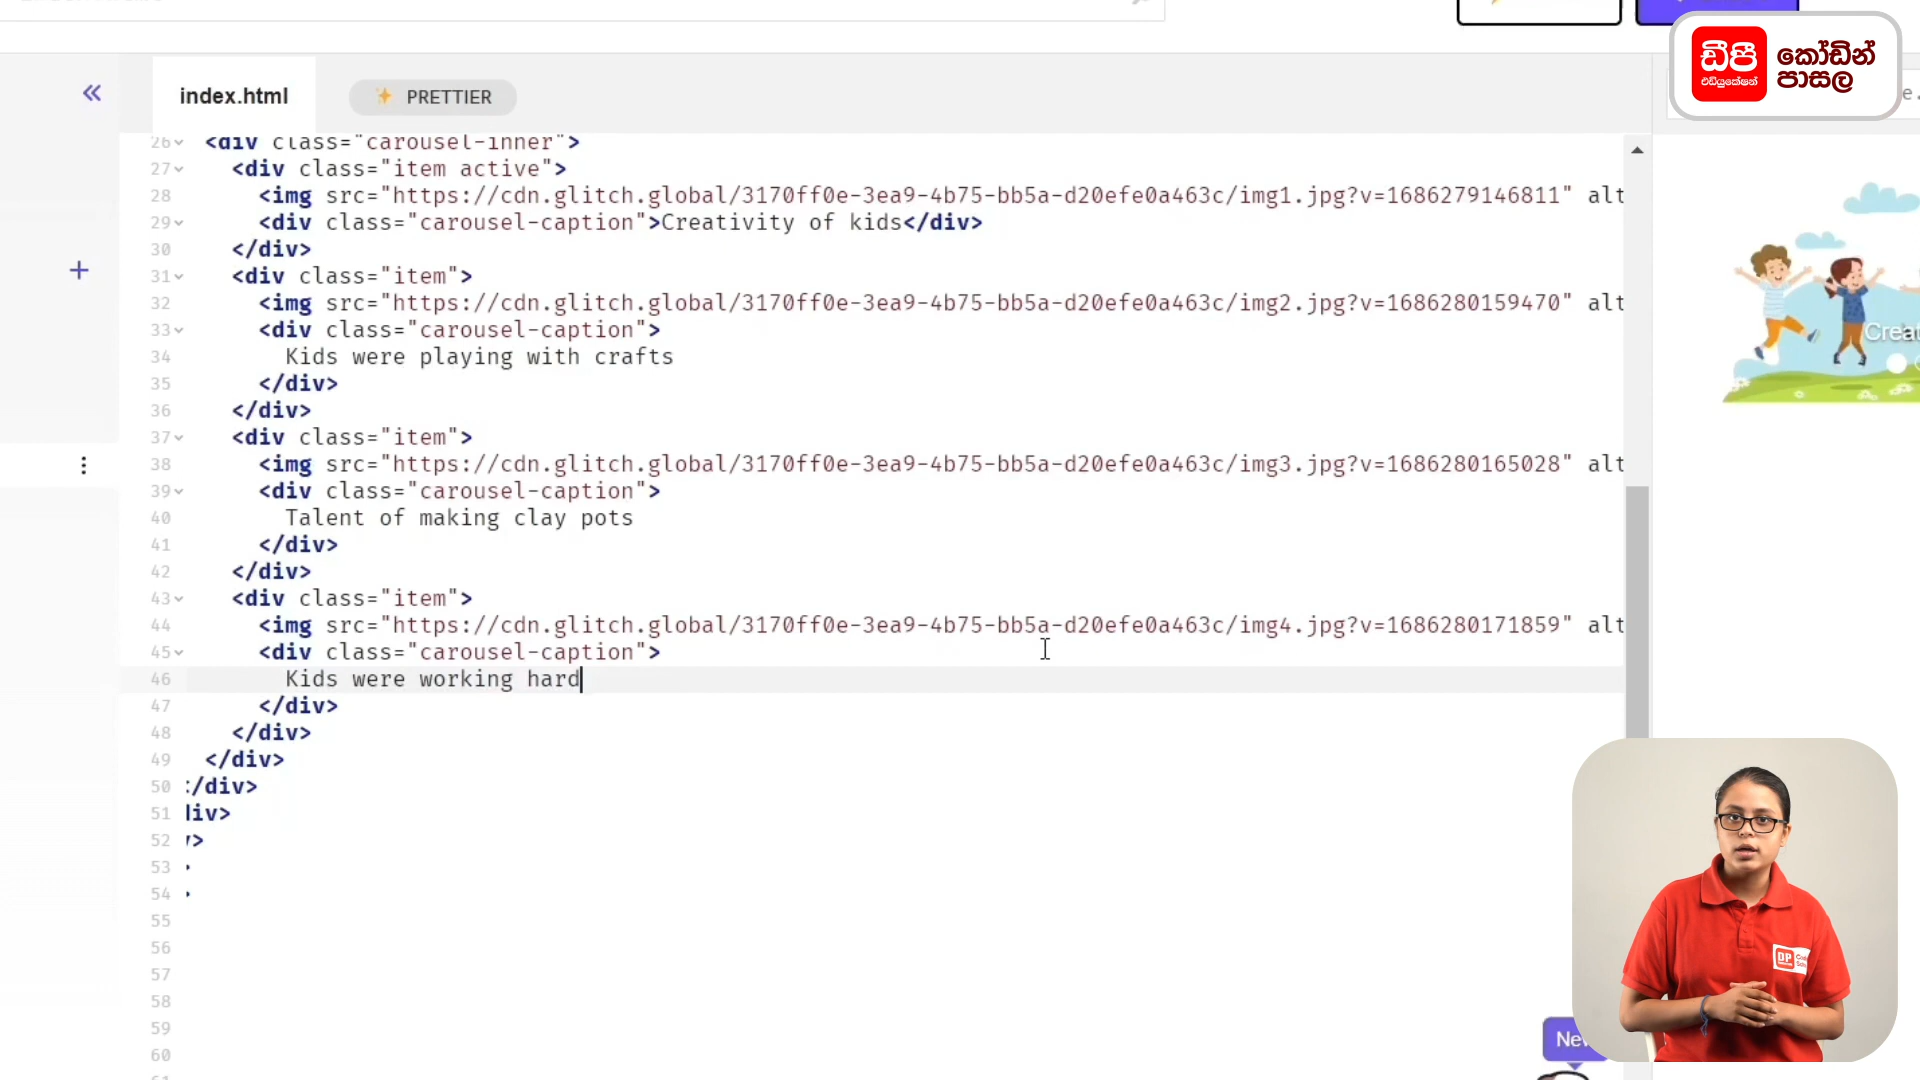 ඩීපී
එඩියුකේෂන්
කෝඩින්
පාසල
index.html
PRETTIER
26 <div class="carousel-inner">
27 <div class="item active">
28 <img src="https://cdn.glitch.global/3170ff0e-3ea9-4b75-bb5a-d20efe0a463c/img1.jpg?v=1686279146811" alt
29 <div class="carousel-caption">Creativity of kids</div>
30 </div>
31 <div class="item">
32 <img src="https://cdn.glitch.global/3170ff0e-3ea9-4b75-bb5a-d20efe0a463c/img2.jpg?v=1686280159470" alt
33 <div class="carousel-caption">
34 Kids were playing with crafts
35 </div>
36 </div>
37 <div class="item">
38 <img src="https://cdn.glitch.global/3170ff0e-3ea9-4b75-bb5a-d20efe0a463c/img3.jpg?v=1686280165028" alt
39 <div class="carousel-caption">
40 Talent of making clay pots
41 </div>
42 </div>
43 <div class="item">
44 <img src="https://cdn.glitch.global/3170ff0e-3ea9-4b75-bb5a-d20efe0a463c/img4.jpg?v=1686280171859" alt
45 <div class="carousel-caption">
46 Kids were working hard
47 </div>
48 </div>
49 </div>
50 /div>
51 iv>
52 >
53
54
55
56
57
58
59
60
Crea
DP
New